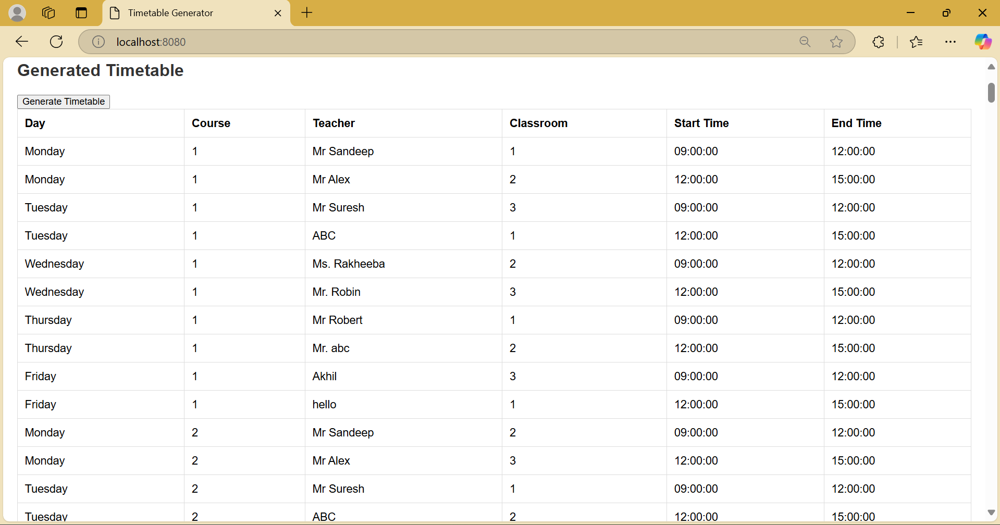 Timetable Generator
localhost:8080
Generated Timetable
Generate Timetable
Day Course Teacher Classroom Start Time End Time
Monday 1 Mr Sandeep 1 09:00:00 12:00:00
Monday 1 Mr Alex 2 12:00:00 15:00:00
Tuesday 1 Mr Suresh 3 09:00:00 12:00:00
Tuesday 1 ABC 1 12:00:00 15:00:00
Wednesday 1 Ms. Rakheeba 2 09:00:00 12:00:00
Wednesday 1 Mr. Robin 3 12:00:00 15:00:00
Thursday 1 Mr Robert 1 09:00:00 12:00:00
Thursday 1 Mr. abc 2 12:00:00 15:00:00
Friday 1 Akhil 3 09:00:00 12:00:00
Friday 1 hello 1 12:00:00 15:00:00
Monday 2 Mr Sandeep 2 09:00:00 12:00:00
Monday 2 Mr Alex 3 12:00:00 15:00:00
Tuesday 2 Mr Suresh 1 09:00:00 12:00:00
Tuesday 2 ABC 2 12:00:00 15:00:00